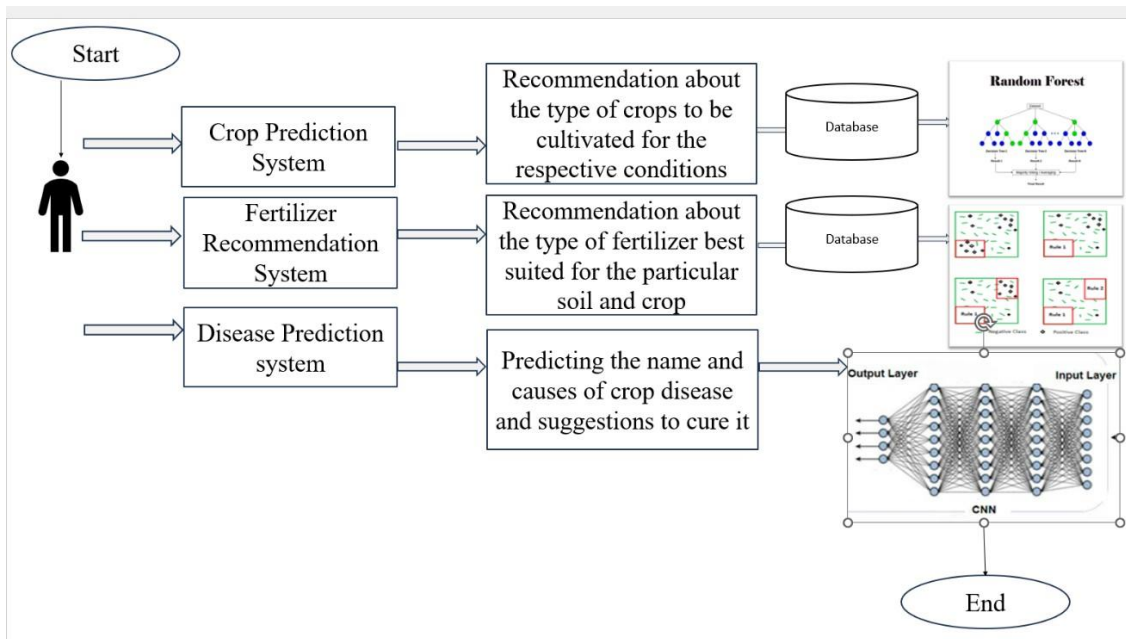 Start
Crop Prediction
System
Recommendation about
the type of crops to be
cultivated for the
respective conditions
Database
Random Forest
Fertilizer
Recommendation
System
Recommendation about
the type of fertilizer best
suited for the particular
soil and crop
Database
Rule 1
Rule 2
Rule 1
Rule 1
Negative Class
Positive Class
Disease Prediction
system
Predicting the name and
causes of crop disease
and suggestions to cure it
Output Layer
Input Layer
CNN
End